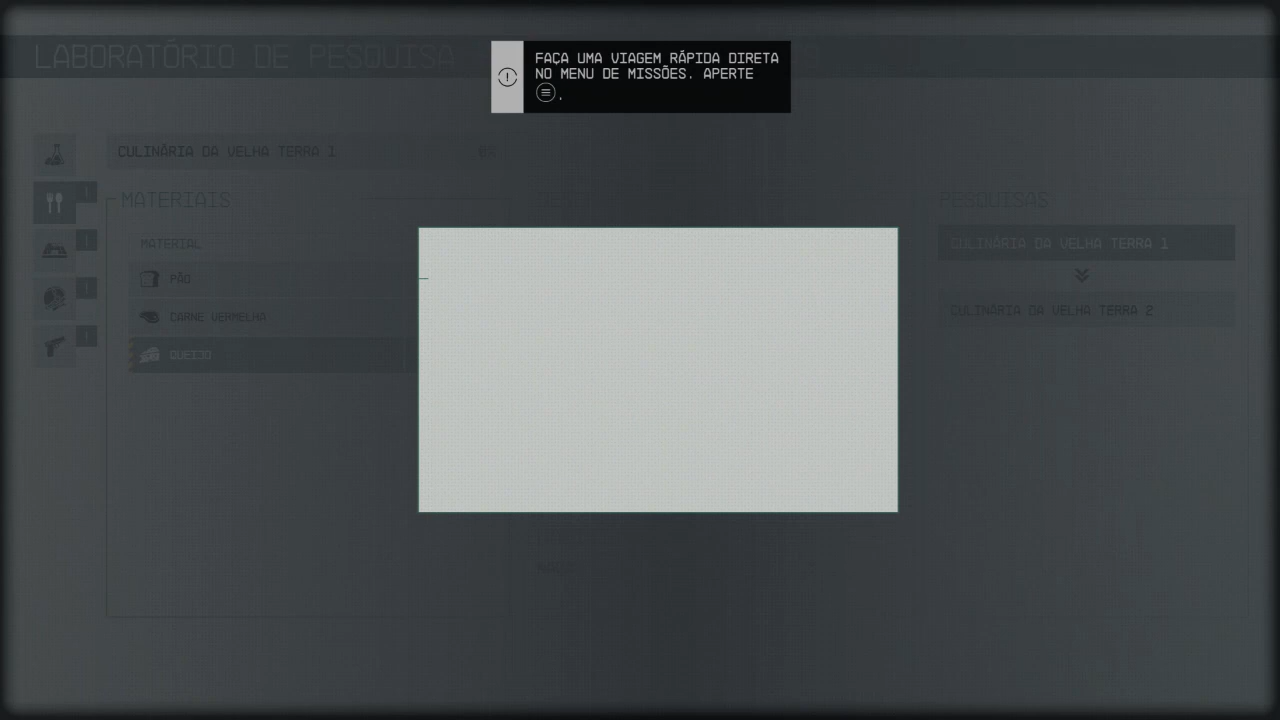 LABORATÓRIO DE PESQUISA
FAÇA UMA VIAGEM RÁPIDA DIRETA
NO MENU DE MISSÕES. APERTE
.
CULINÁRIA DA VELHA TERRA 1
0%
MATERIAIS
MATERIAL
PÃO
CARNE VERMELHA
QUEIJO
PESQUISAS
CULINÁRIA DA VELHA TERRA 1
CULINÁRIA DA VELHA TERRA 2